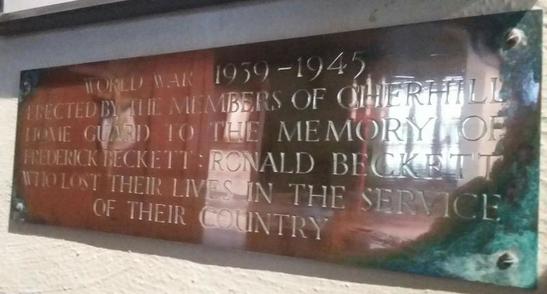 WORLD WAR 1939-1945
ERECTED BY THE MEMBERS OF CHERHILL
HOME GUARD TO THE MEMORY OF
FREDERICK BECKETT : RONALD BECKETT
WHO LOST THEIR LIVES IN THE SERVICE
OF THEIR COUNTRY